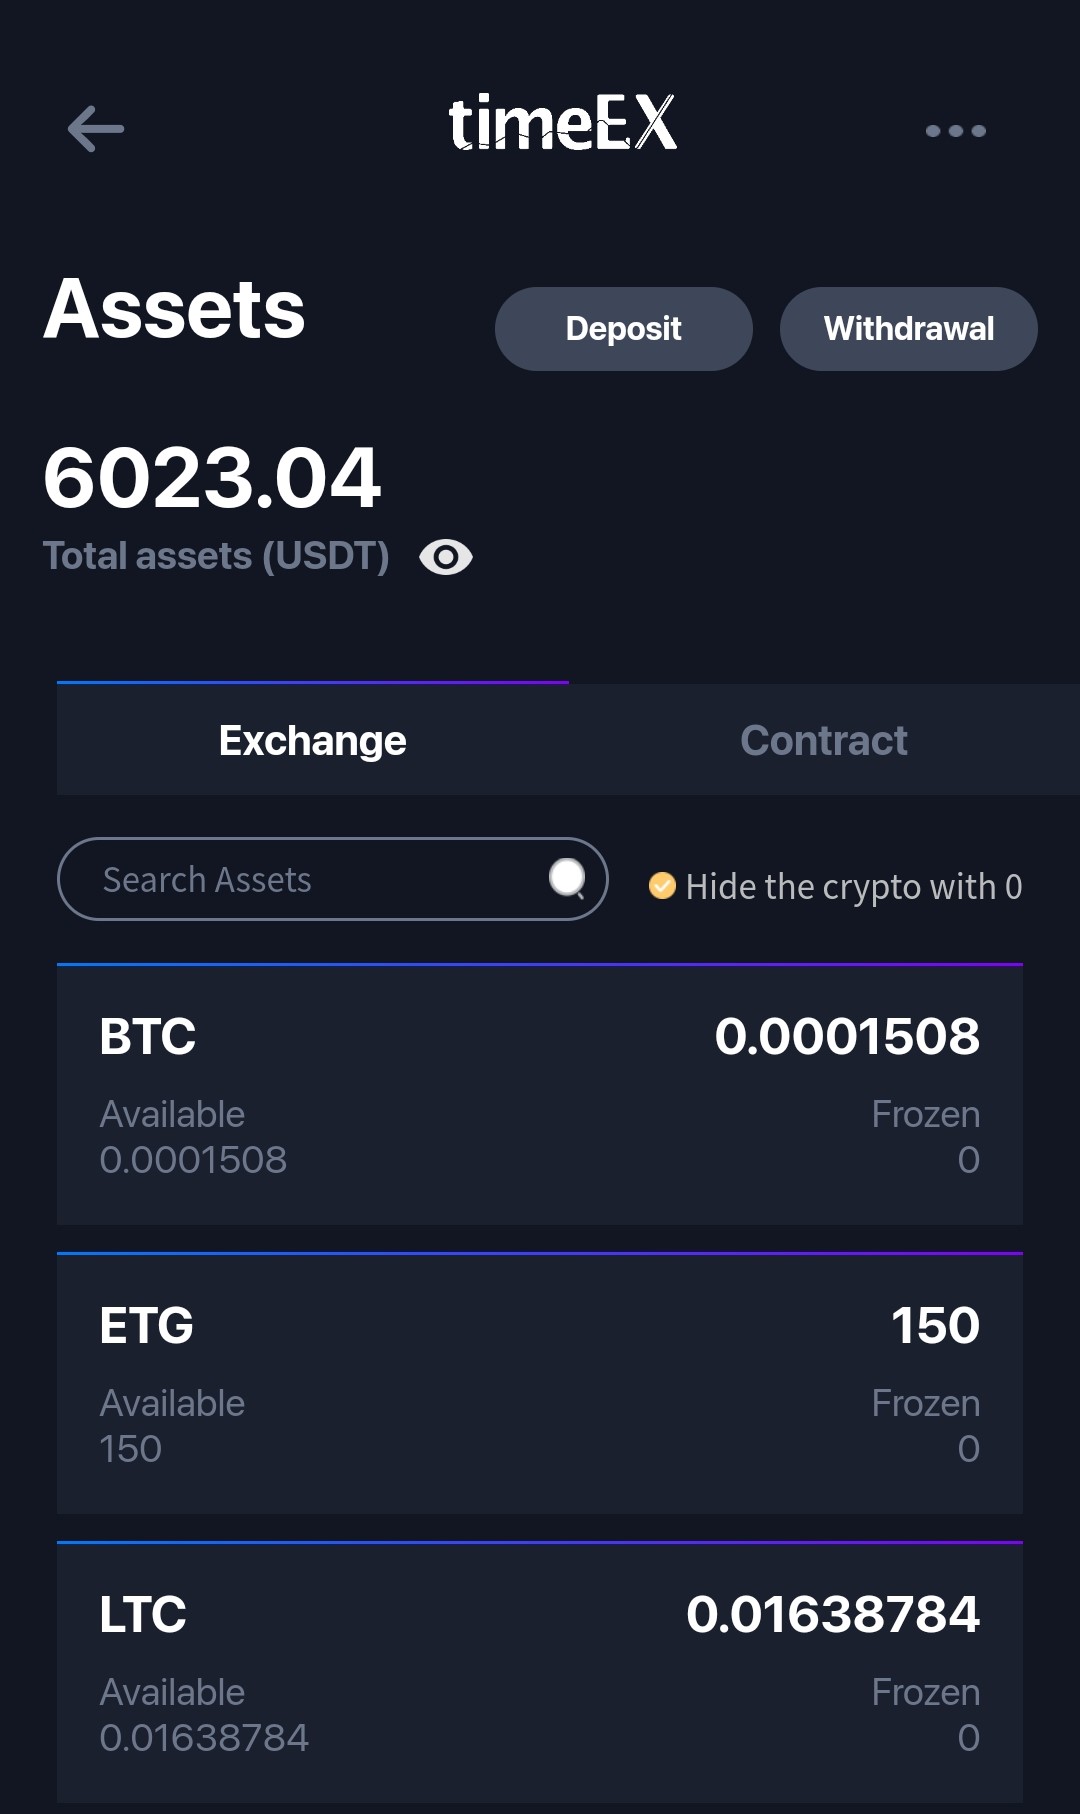 timeEX
Assets
Deposit
Withdrawal
6023.04
Total assets (USDT)
Exchange
Contract
Search Assets
Hide the crypto with 0
BTC
0.0001508
Available
Frozen
0.0001508
0
ETG
150
Available
Frozen
150
0
LTC
0.01638784
Available
Frozen
0.01638784
0